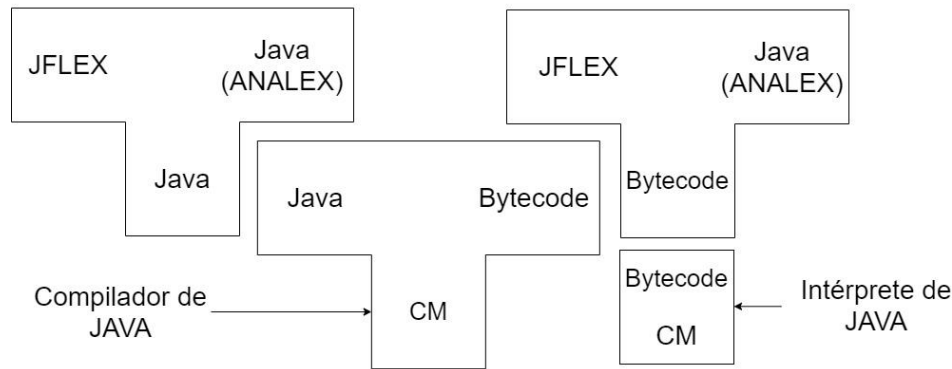 JFLEX
Java
(ANALEX)
Java
JFLEX
Java
(ANALEX)
Bytecode
Java
Bytecode
CM
Compilador de
JAVA
Bytecode
CM
Intérprete de
JAVA